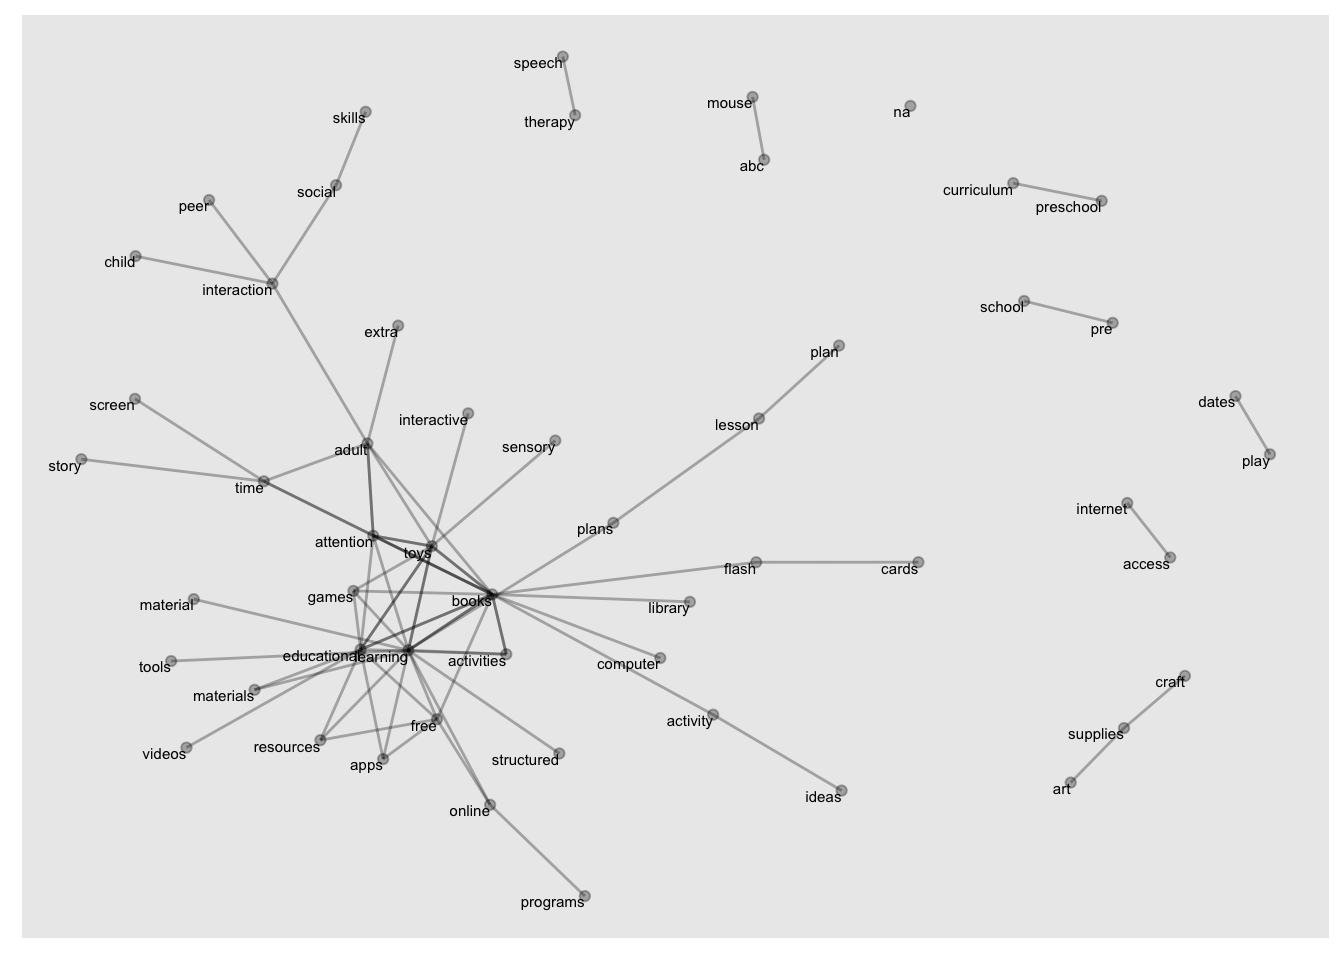 speech
mouse
na
skills
therapy
abc
curriculum
social
peer
preschool
child
interaction
school
extra
pre
plan
screen
interactive
dates
lesson
adult
sensory
story
play
time
internet
plans
attention
toys
access
flash
cards
games
books
material
library
educational
learning
activities
computer
tools
craft
materials
activity
free
supplies
resources
videos
structured
apps
art
ideas
online
programs